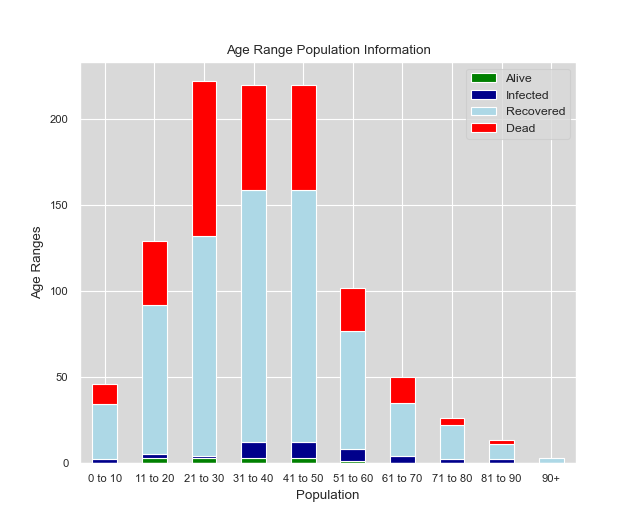 Age Range Population Information
Alive
Infected
Recovered
Dead
200
150
100
50
0
Age Ranges
0 to 10 11 to 20 21 to 30 31 to 40 41 to 50 51 to 60 61 to 70 71 to 80 81 to 90 90+
Population